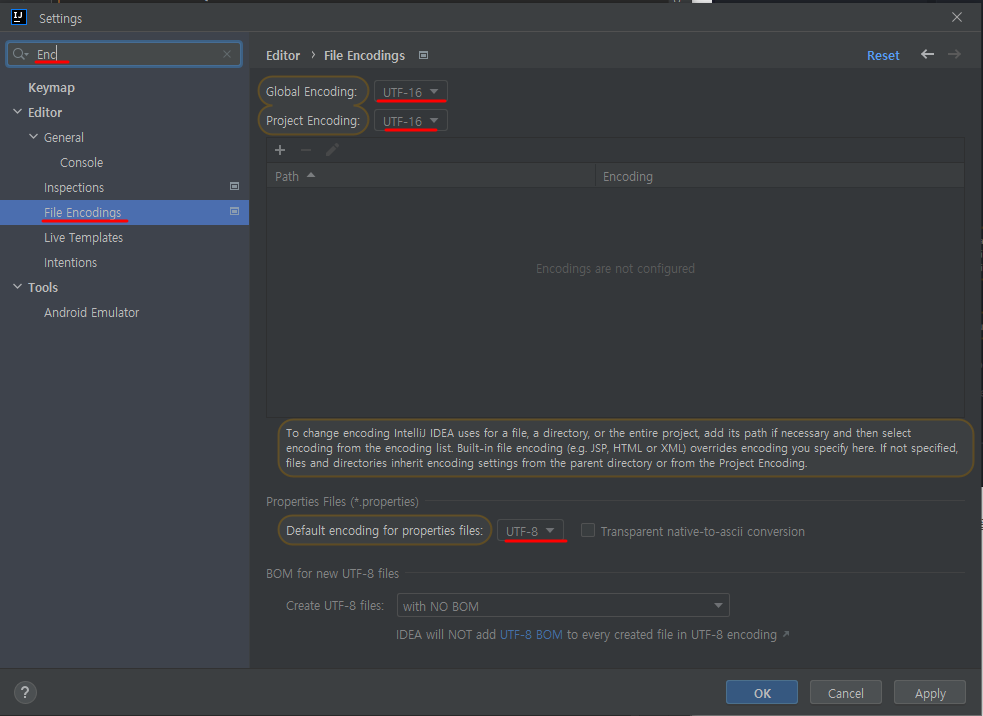 IJ
Settings
Enc
Keymap
Editor
General
Console
Inspections
File Encodings
Live Templates
Intentions
Tools
Android Emulator
Editor › File Encodings
Reset
Global Encoding: UTF-16
Project Encoding: UTF-16
Path Encoding
Encodings are not configured
To change encoding IntelliJ IDEA uses for a file, a directory, or the entire project, add its path if necessary and then select
encoding from the encoding list. Built-in file encoding (e.g. JSP, HTML or XML) overrides encoding you specify here. If not specified,
files and directories inherit encoding settings from the parent directory or from the Project Encoding.
Properties Files (*.properties)
Default encoding for properties files: UTF-8 Transparent native-to-ascii conversion
BOM for new UTF-8 files
Create UTF-8 files: with NO BOM
IDEA will NOT add UTF-8 BOM to every created file in UTF-8 encoding ↗
? OK Cancel Apply